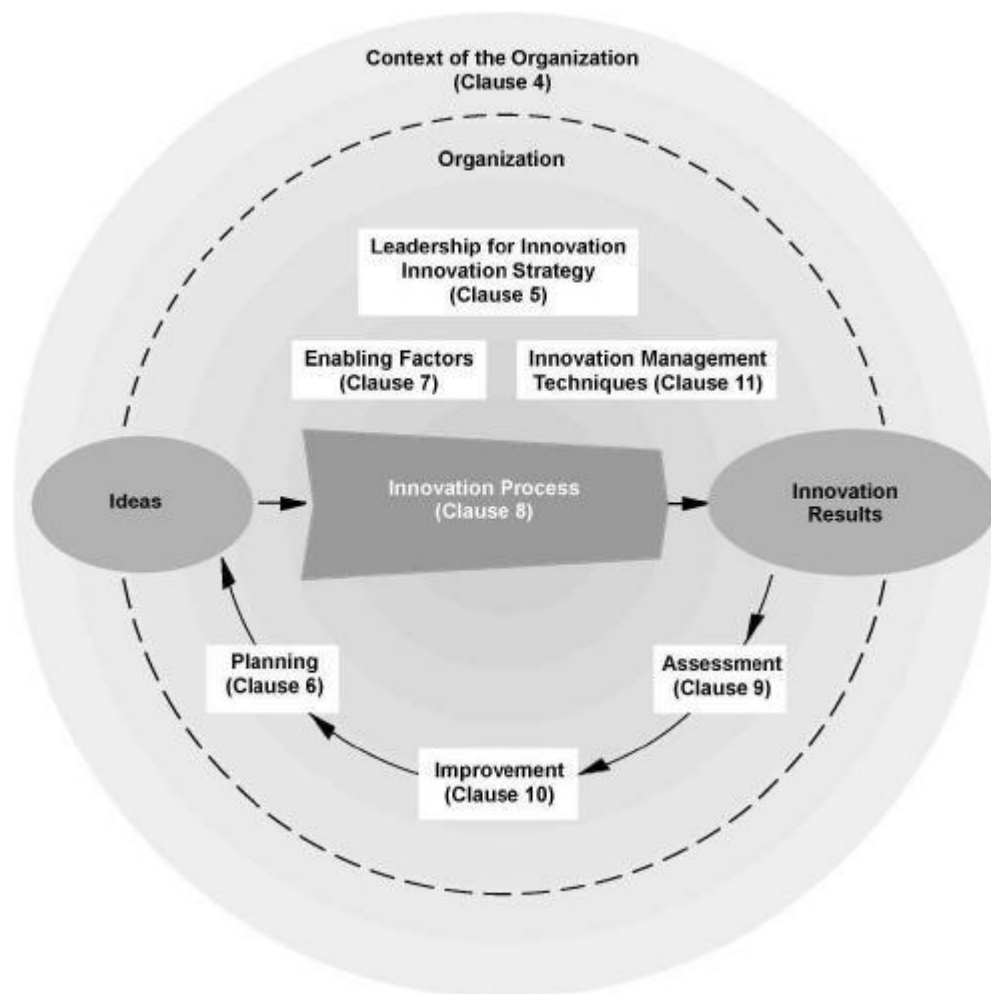 Context of the Organization
(Clause 4)
Organization
Leadership for Innovation
Innovation Strategy
(Clause 5)
Enabling Factors
(Clause 7)
Innovation Management
Techniques (Clause 11)
Ideas
Innovation Process
(Clause 8)
Innovation
Results
Planning
(Clause 6)
Assessment
(Clause 9)
Improvement
(Clause 10)